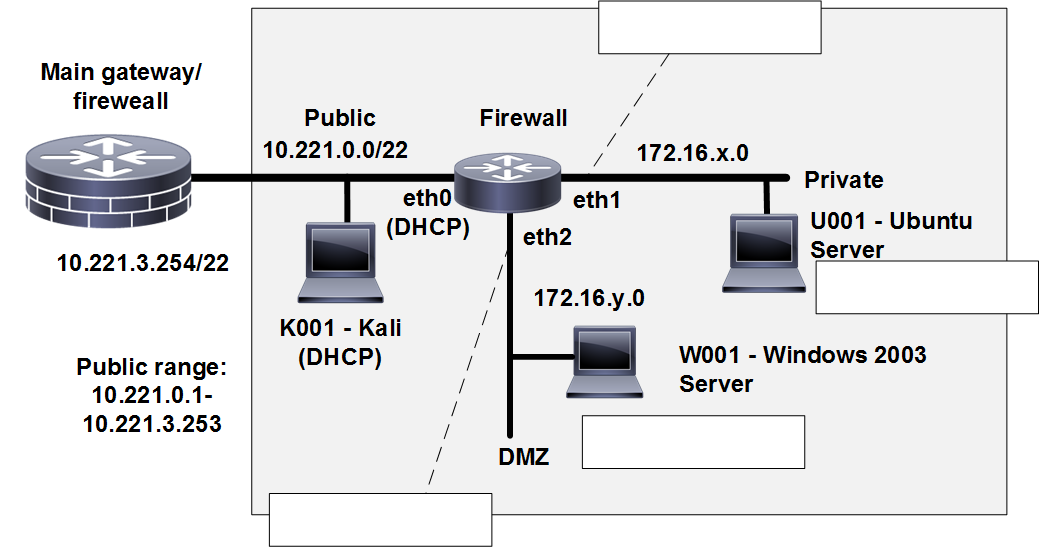 Main gateway/
fireweall
10.221.3.254/22
Public range:
10.221.0.1-
10.221.3.253
Public
10.221.0.0/22
Firewall
eth0
(DHCP)
eth1
eth2
K001 - Kali
(DHCP)
172.16.x.0
Private
U001 - Ubuntu
Server
172.16.y.0
W001 - Windows 2003
Server
DMZ